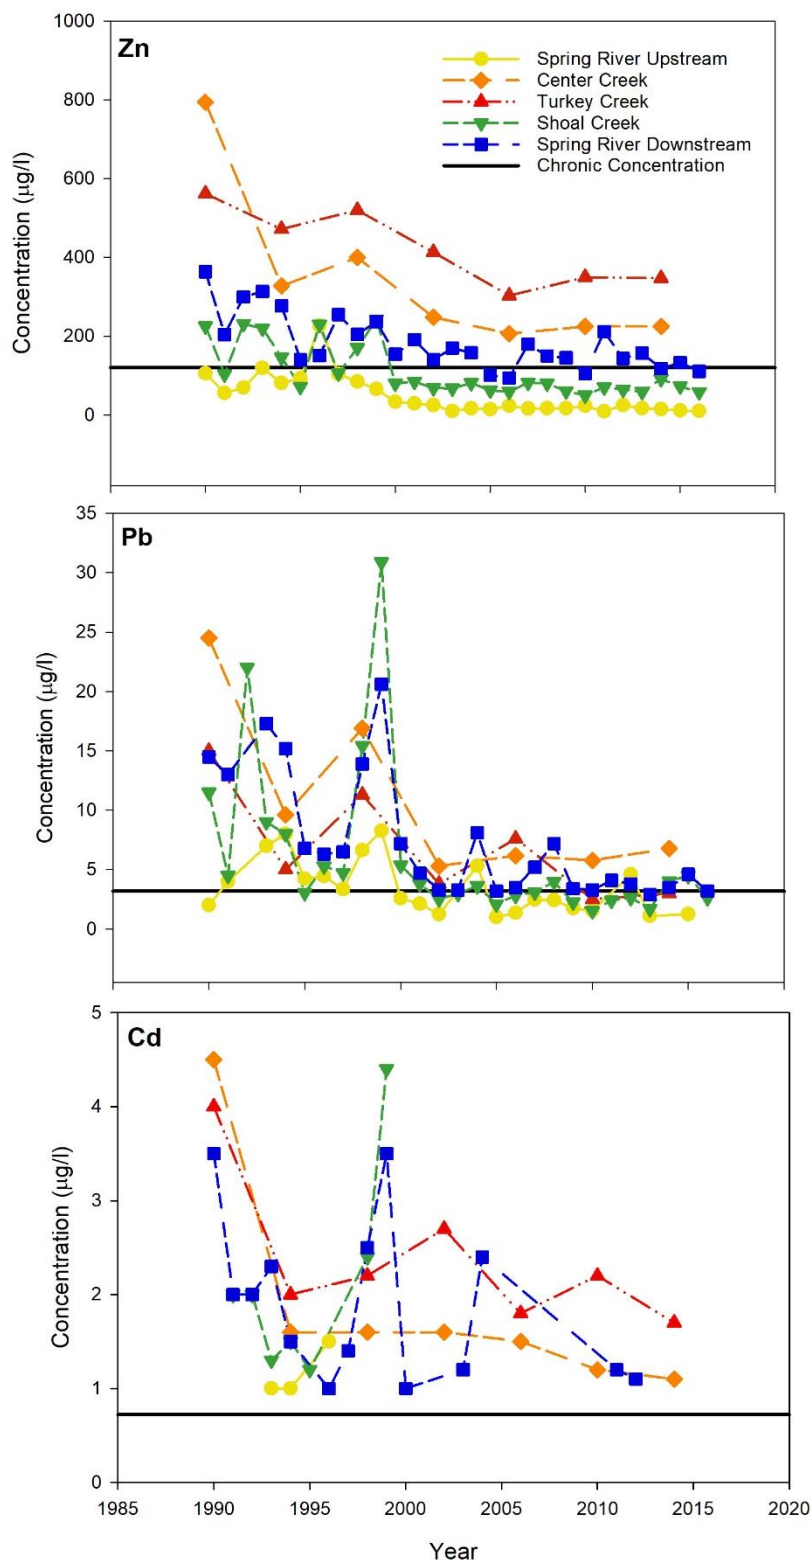 1000
Zn
Spring River Upstream
Center Creek
Turkey Creek
Shoal Creek
Spring River Downstream
Chronic Concentration
800
600
400
200
0
Concentration (µg/l)
35
Pb
30
25
20
15
10
5
0
Concentration (µg/l)
5
Cd
4
3
2
1
0
Concentration (µg/l)
1985 1990 1995 2000 2005 2010 2015 2020
Year